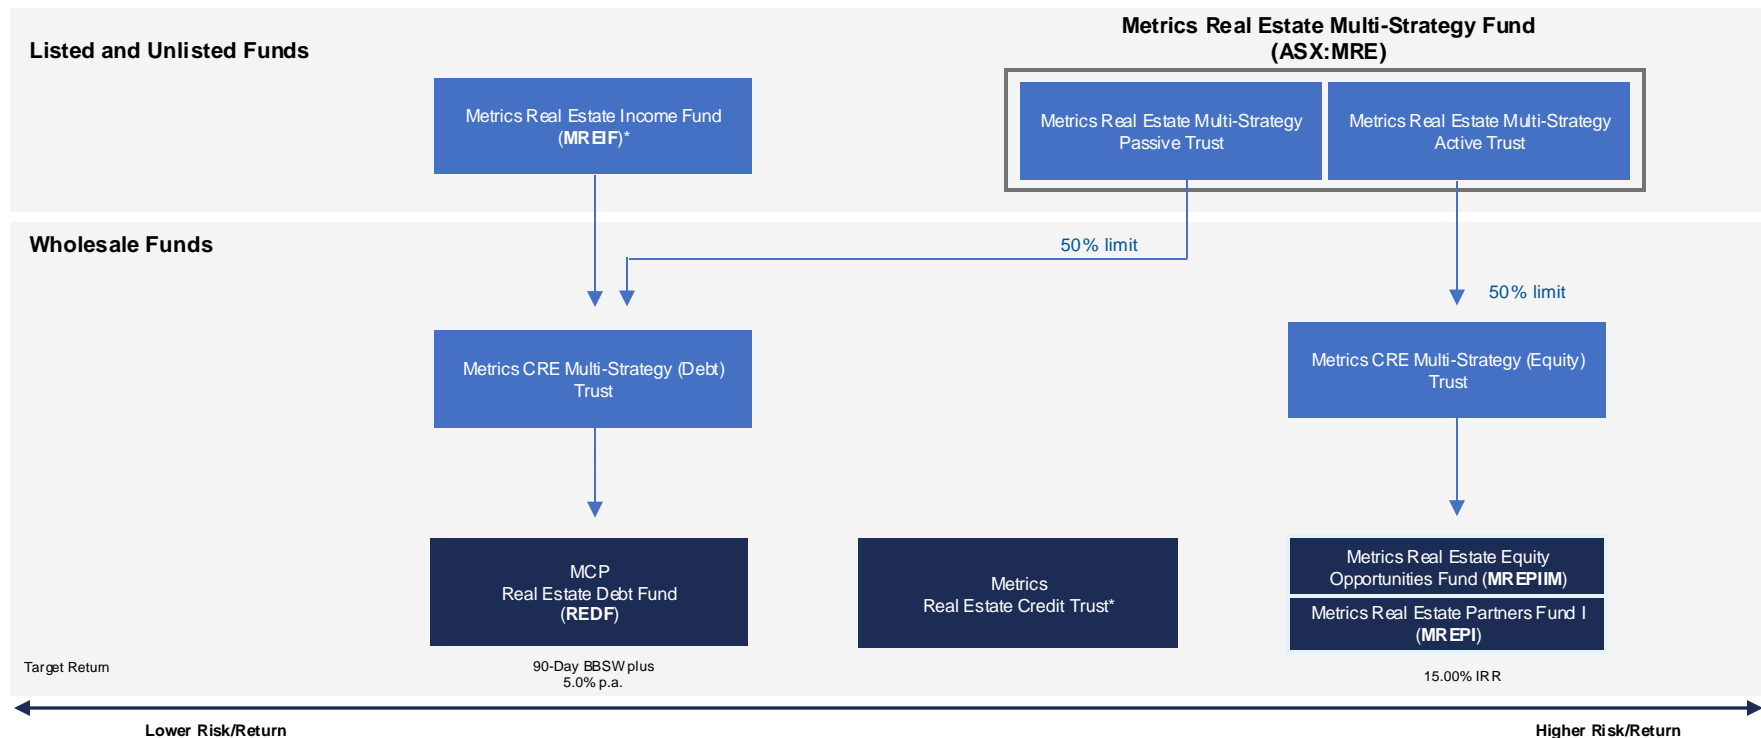 Metrics Real Estate Multi-Strategy Fund
(ASX:MRE)
Listed and Unlisted Funds
Metrics Real Estate Income Fund
(MREIF)*
Metrics Real Estate Multi-Strategy
Passive Trust
Metrics Real Estate Multi-Strategy
Active Trust
Wholesale Funds
50% limit
50% limit
Metrics CRE Multi-Strategy (Debt)
Trust
Metrics CRE Multi-Strategy (Equity)
Trust
MCP
Real Estate Debt Fund
(REDF)
Metrics
Real Estate Credit Trust*
Metrics Real Estate Equity
Opportunities Fund (MREPIIM)
Metrics Real Estate Partners Fund I
(MREPI)
Target Return
90-Day BBSW plus
5.0% p.a.
15.00% IRR
Lower Risk/Return
Higher Risk/Return